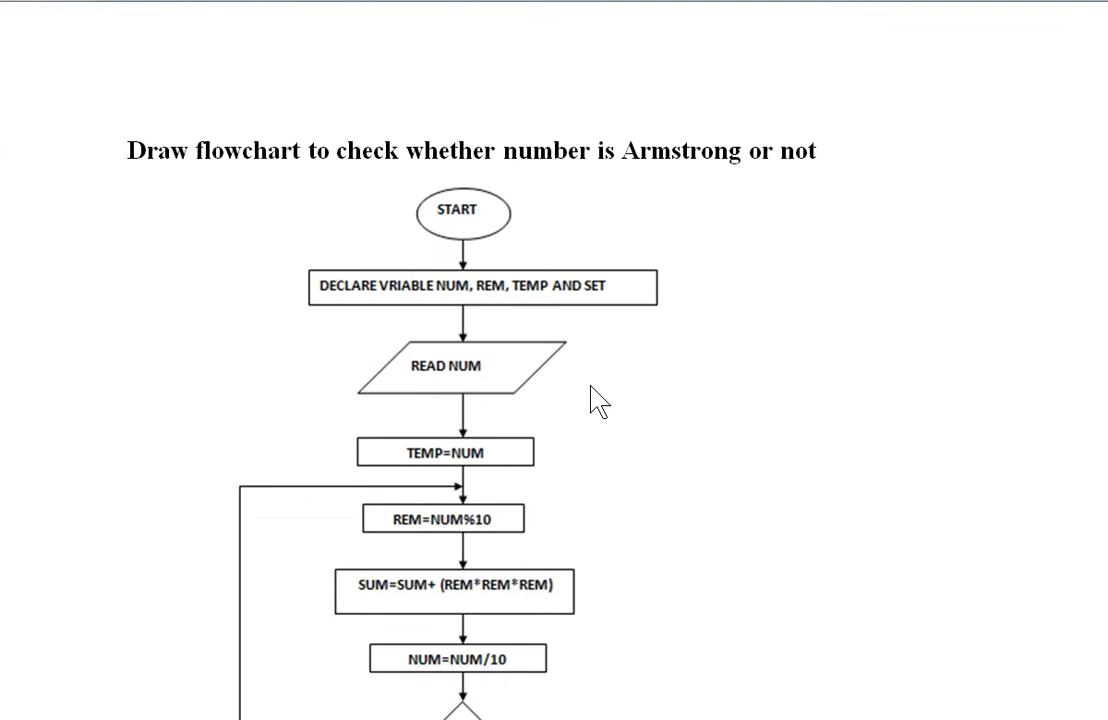 Draw flowchart to check whether number is Armstrong or not
START
DECLARE VRIABLE NUM, REM, TEMP AND SET
READ NUM
TEMP=NUM
REM=NUM%10
SUM=SUM+ (REM*REM*REM)
NUM=NUM/10